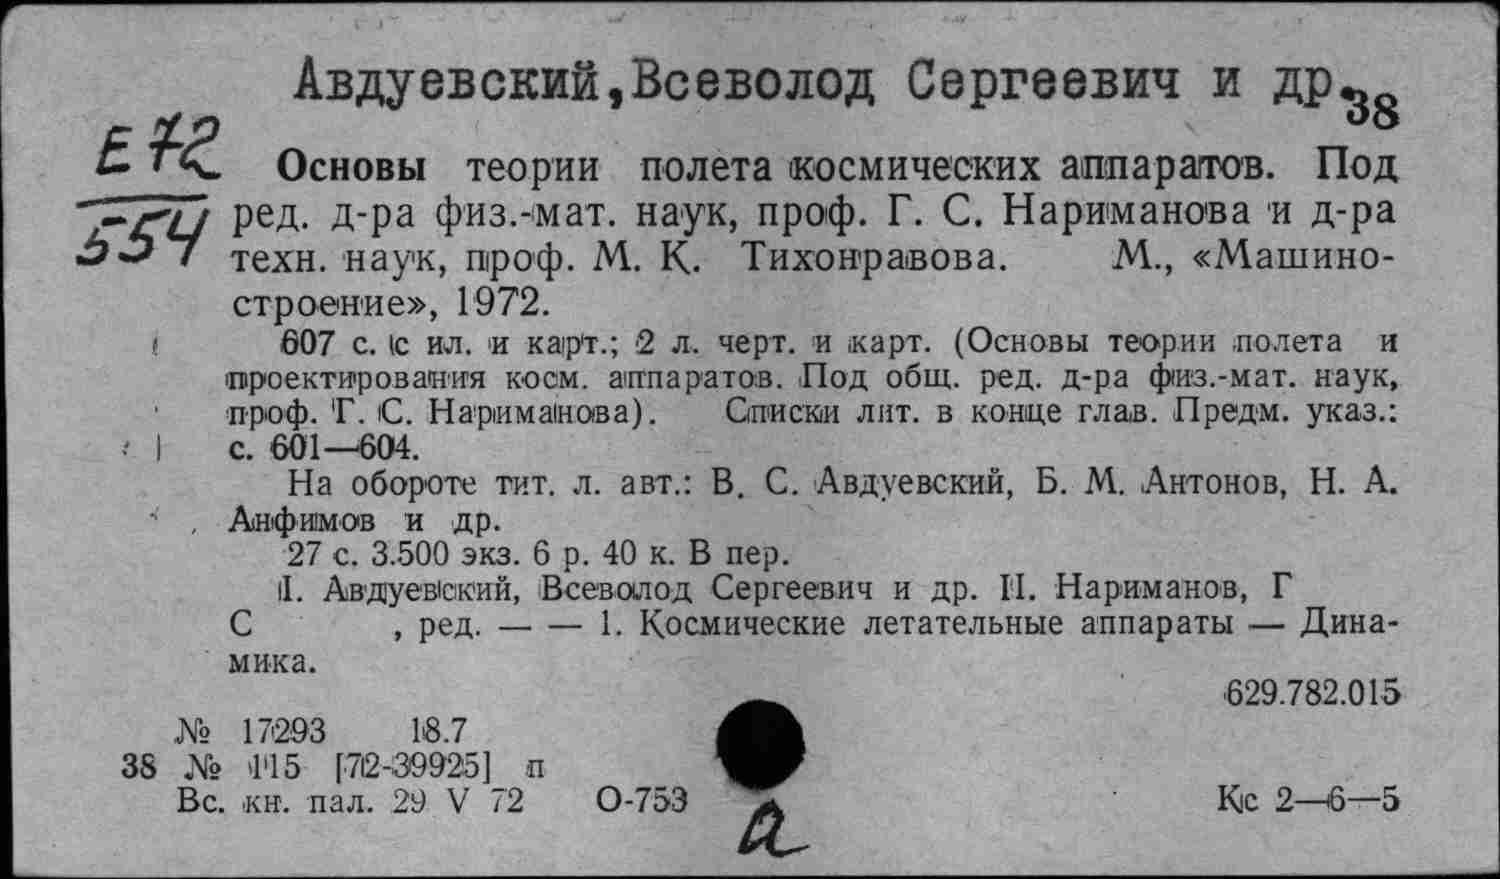 Авдуевский, Всеволод Сергеевич и др.
38
Е72
554
Основы теории полета космических аппаратов. Под
ред. д-ра физ.-мат. наук, проф. Г. С. Нариманова и д-ра
техн. наук, проф. М. К. Тихонравова. М., «Машино-
строение», 1972.
607 с. с ил. и карт.; 2 л. черт. и карт. (Основы теории полета и
проектирования косм. аппаратов. Под общ. ред. д-ра физ.-мат. наук,
проф. Г. С. Нариманова). Списки лит. в конце глав. Предм. указ.:
с. 601—604.
На обороте тит. л. авт.: В. С. Авдуевский, Б. М. Антонов, Н. А.
Анфимов и др.
27 с. 3.500 экз. 6 р. 40 к. В пер.
I. Авдуевский, Всеволод Сергеевич и др. II. Нариманов, Г
С , ред. — — 1. Космические летательные аппараты — Дина-
мика.
629.782.015
№ 17293 18.7
38 № 115 [72-39925] п
Вс. кн. пал. 29 V 72 О-753 Кс 2—6—5
а